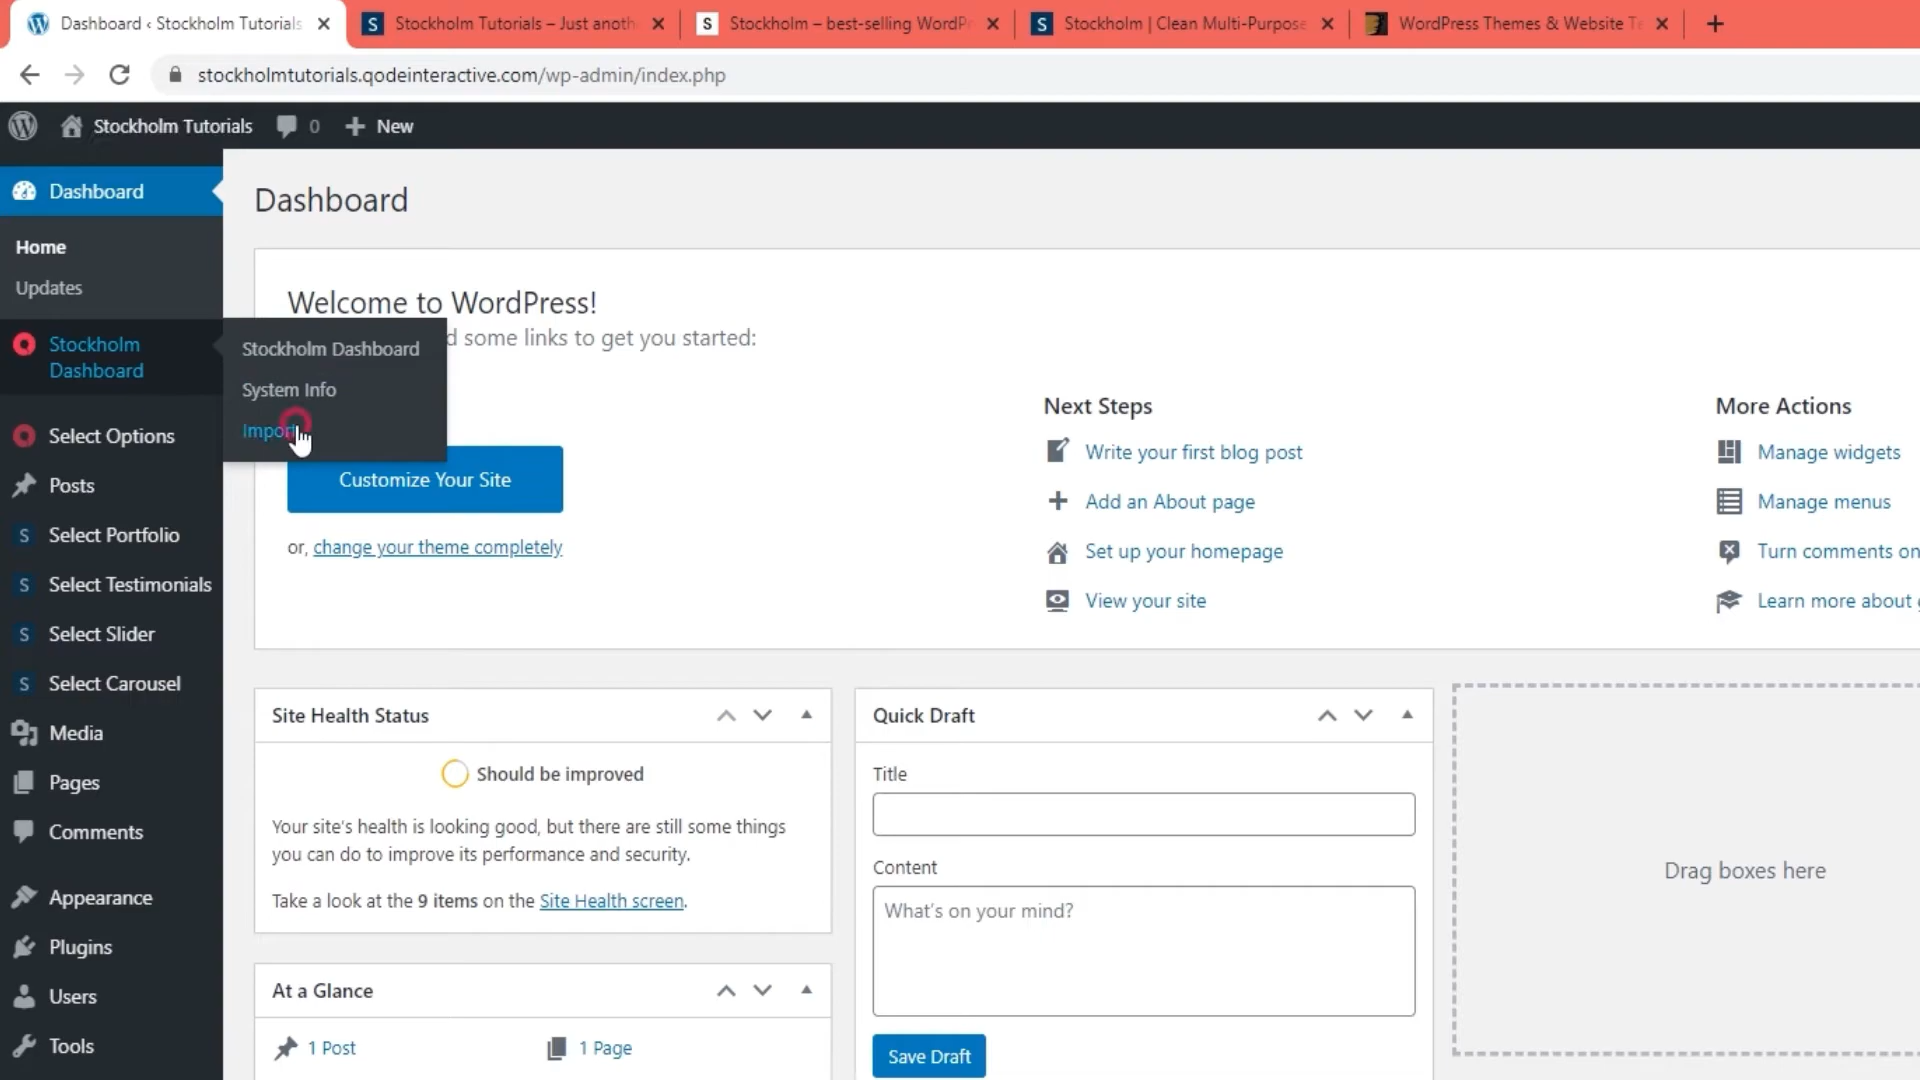 Dashboard ‹ Stockholm Tutorials
Stockholm Tutorials – Just anoth
Stockholm – best-selling WordPr
Stockholm | Clean Multi-Purpose
WordPress Themes & Website Te
stockholmtutorials.qodeinteractive.com/wp-admin/index.php
Stockholm Tutorials
0
New
Dashboard
Home
Updates
Stockholm
Dashboard
Select Options
Posts
Select Portfolio
Select Testimonials
Select Slider
Select Carousel
Media
Pages
Comments
Appearance
Plugins
Users
Tools
Stockholm Dashboard
System Info
Import
Dashboard
Welcome to WordPress!
d some links to get you started:
Customize Your Site
or, change your theme completely
Next Steps
Write your first blog post
Add an About page
Set up your homepage
View your site
More Actions
Manage widgets
Manage menus
Turn comments on
Learn more about
Site Health Status
Should be improved
Your site's health is looking good, but there are still some things
you can do to improve its performance and security.
Take a look at the 9 items on the Site Health screen.
At a Glance
1 Post
1 Page
Quick Draft
Title
Content
What's on your mind?
Save Draft
Drag boxes here